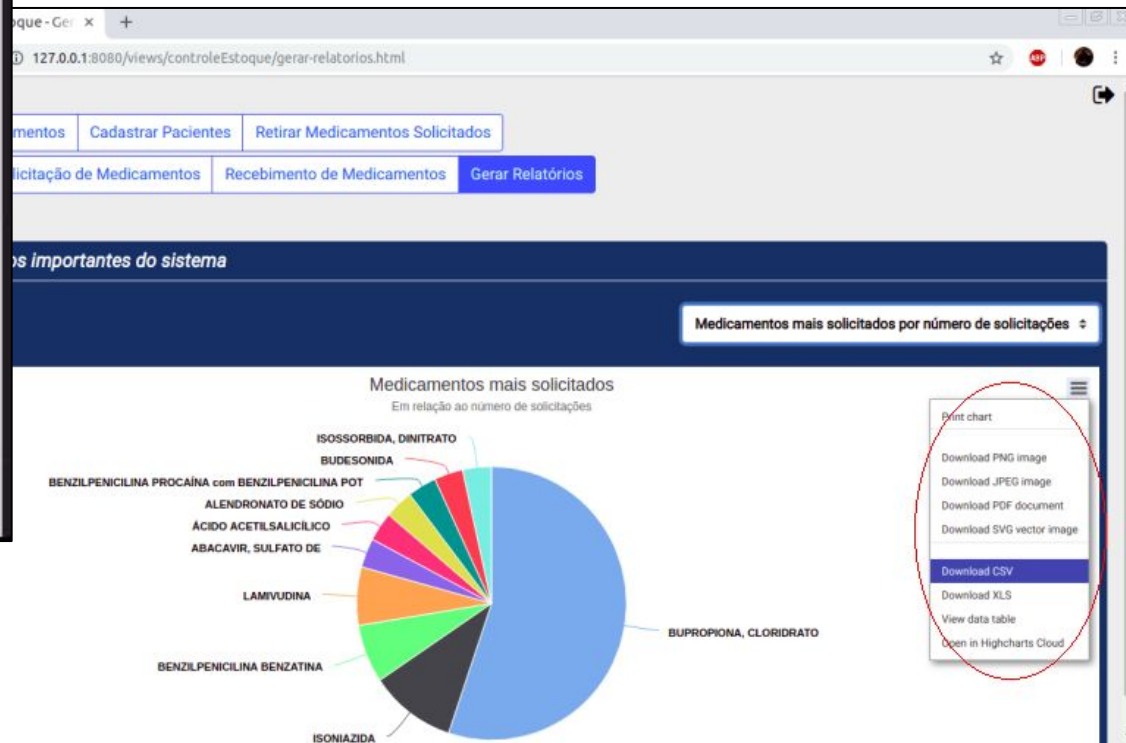 oque - Ger × +
127.0.0.1:8080/views/controleEstoque/gerar-relatorios.html
ABP
mentos Cadastrar Pacientes Retirar Medicamentos Solicitados
licitação de Medicamentos Recebimento de Medicamentos Gerar Relatórios
os importantes do sistema
Medicamentos mais solicitados por número de solicitações
Medicamentos mais solicitados
Em relação ao número de solicitações
Print chart
Download PNG image
Download JPEG image
Download PDF document
Download SVG vector image
Download CSV
Download XLS
View data table
Open in Highcharts Cloud
ISOSSORBIDA, DINITRATO
BUDESONIDA
BENZILPENICILINA PROCAÍNA com BENZILPENICILINA POT
ALENDRONATO DE SÓDIO
ÁCIDO ACETILSALICÍLICO
ABACAVIR, SULFATO DE
LAMIVUDINA
BUPROPIONA, CLORIDRATO
BENZILPENICILINA BENZATINA
ISONIAZIDA